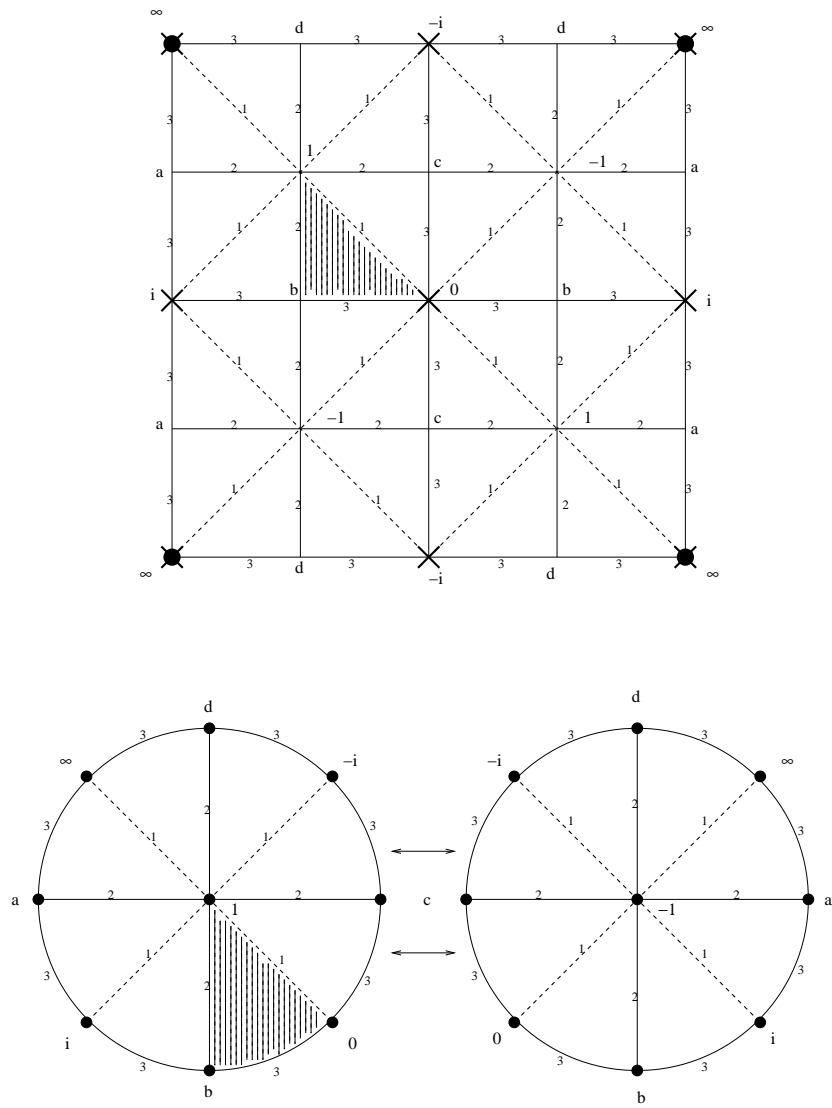 ∞ d −i ∞
3 3 3 3
1 2 1 3 1 2 1
3 3
1 −1
a 2 2 c 2 2 a
3 1 2 1 3 1 2 1 3
i 3 b 3 0 3 b 3 i
3 1 2 1 3 1 2 1 3
−1 1
a 2 2 c 2 2 a
3 1 2 1 3 1 2 1 3
∞ 3 d 3 −i 3 d 3 ∞
d d
3 3 3 3
∞ −i −i ∞
2 2
3 1 1 3 3 1 1 3
a 2 2 c 2 2 a
1 −1
3 1 2 1 3 3 1 2 1 3
i 0 0 i
3 3 3 3
b b